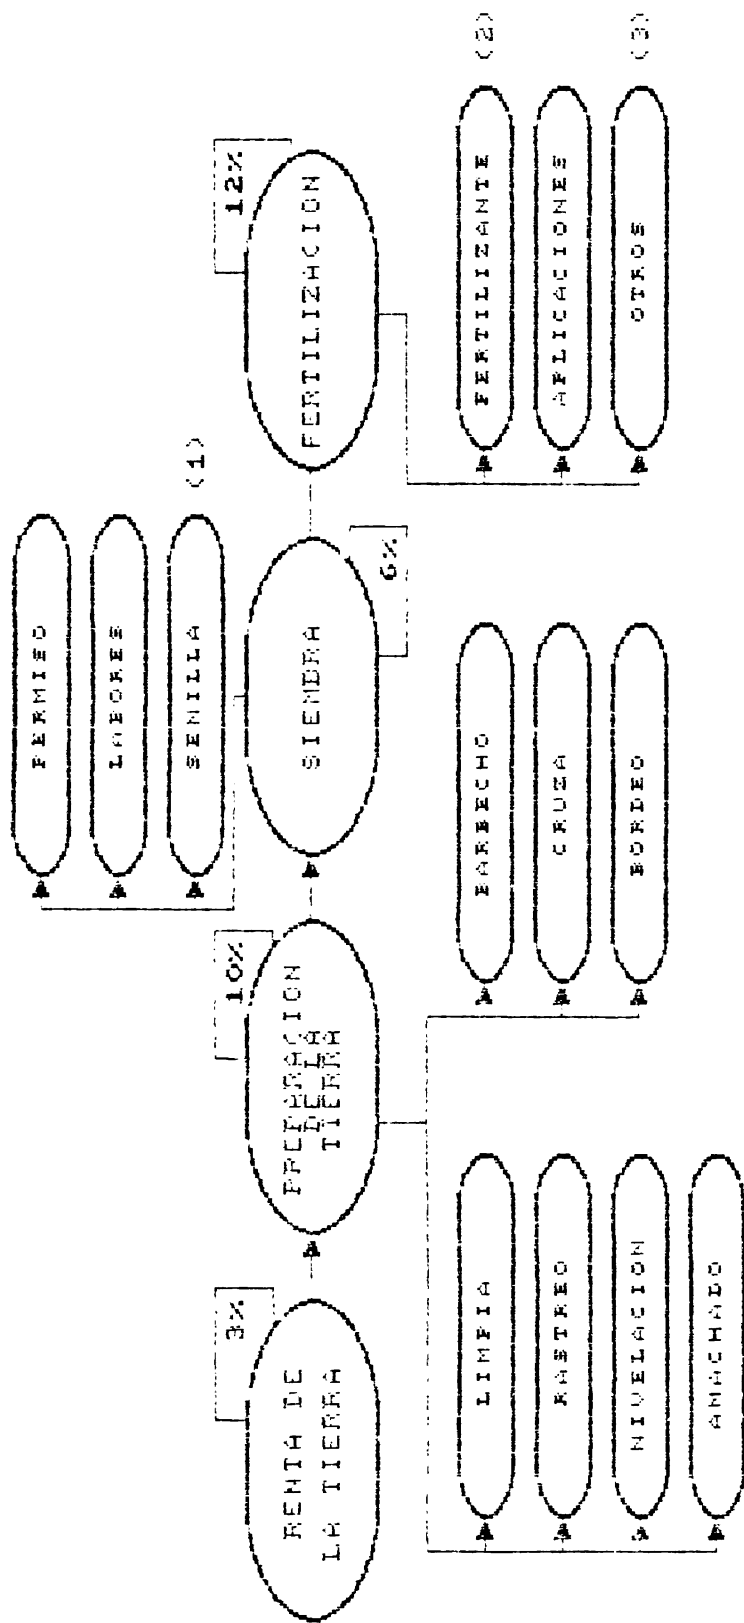 PERMISO
LABORES
SEMILLA (1)
3%
10%
12%
RENTA DE
LA TIERRA
PREPARACION
DE LA
TIERRA
SIEMBRA
FERTILIZACION
6%
LIMPIA
RASTREO
NIVELACION
AMACHADO
BARBECHO
CRUZA
BORDEO
FERTILIZANTE (2)
APLICACIONES
OTROS (3)